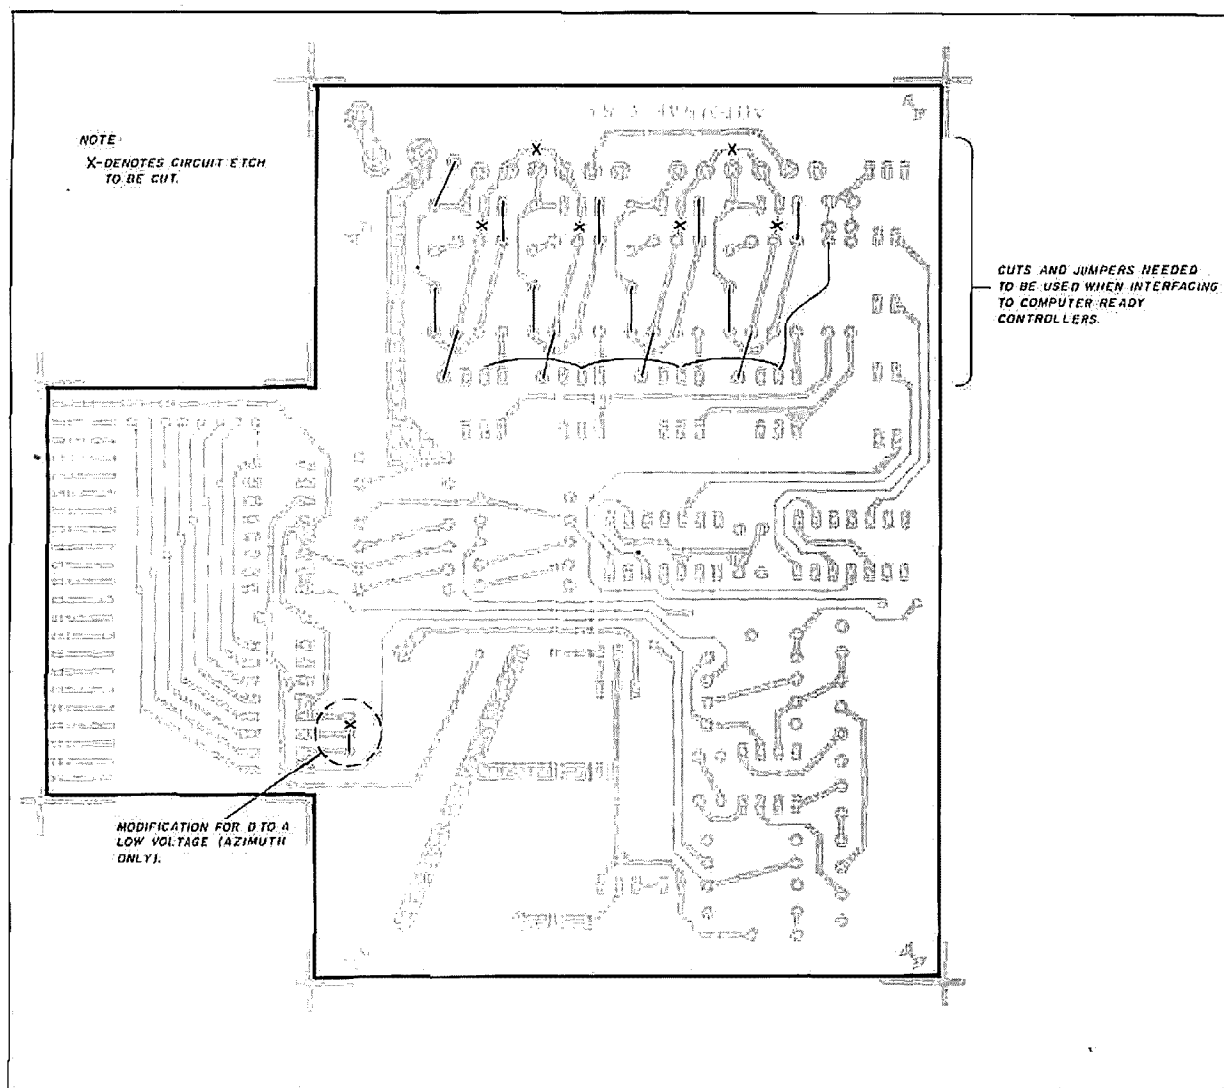 NOTE:
X-DENOTES CIRCUIT ETCH
TO BE CUT.
X
X
X
X
X
X
CUTS AND JUMPERS NEEDED
TO BE USED WHEN INTERFACING
TO COMPUTER READY
CONTROLLERS.
X
MODIFICATION FOR D TO A
LOW VOLTAGE (AZIMUTH
ONLY).